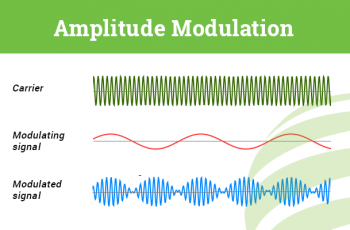 Amplitude Modulation
Carrier
Modulating
signal
Modulated
signal